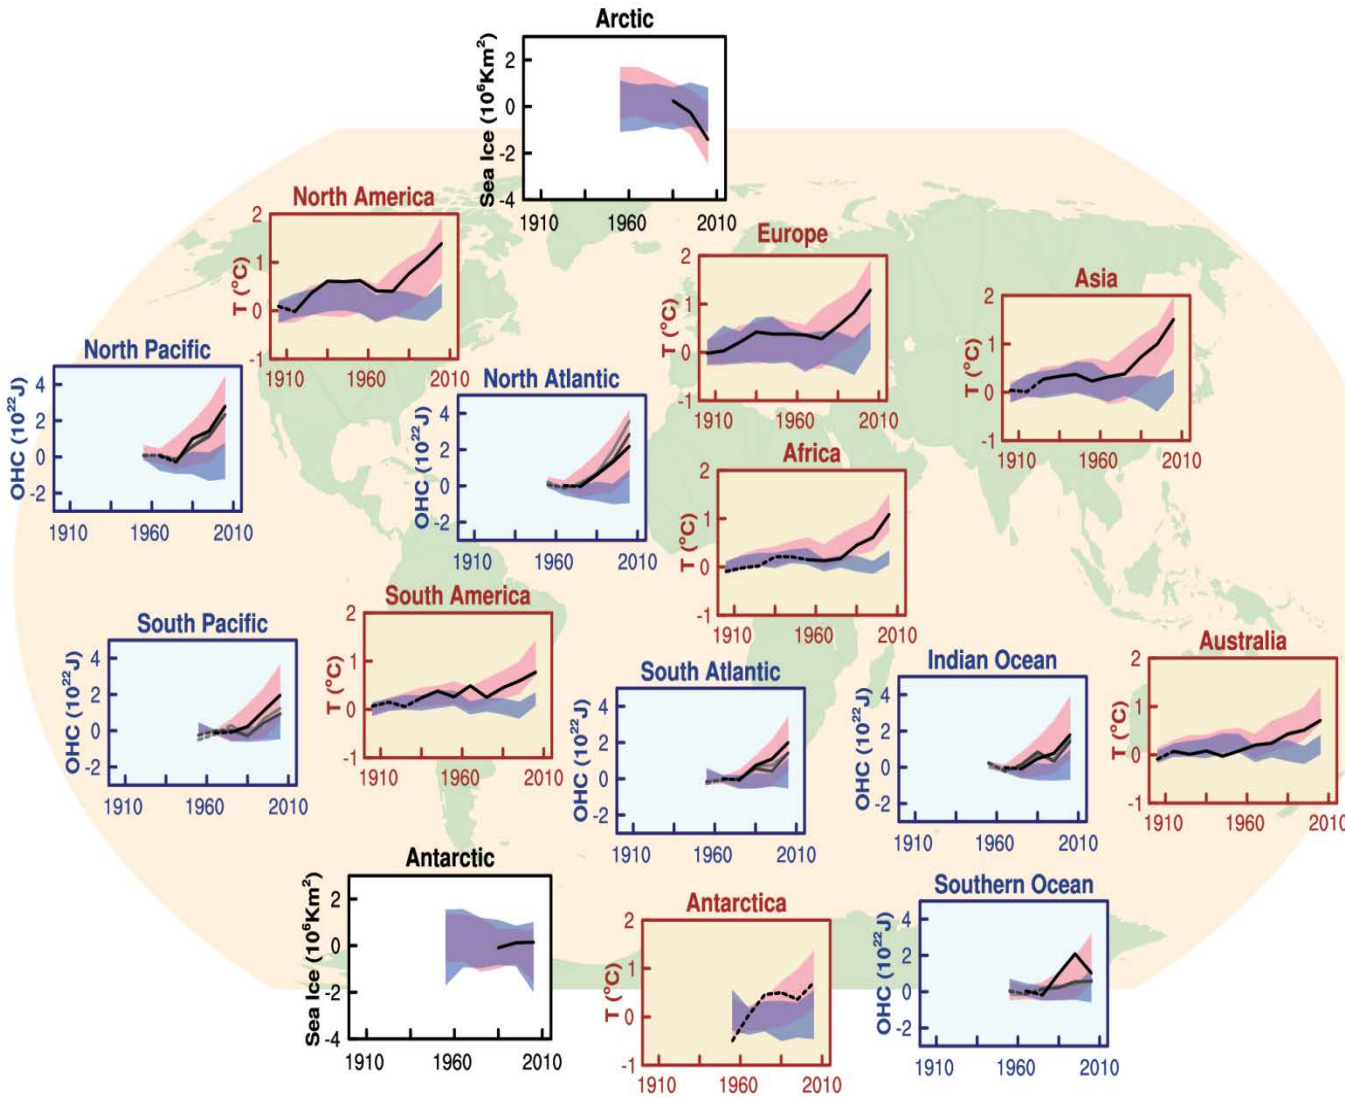 Arctic
Sea Ice (10⁶Km²)
2
0
-2
-4
1910 1960 2010
North America
T (°C)
2
1
0
-1
1910 1960 2010
Europe
T (°C)
2
1
0
-1
1910 1960 2010
Asia
T (°C)
2
1
0
-1
1910 1960 2010
North Pacific
OHC (10²²J)
4
2
0
-2
1910 1960 2010
North Atlantic
OHC (10²²J)
4
2
0
-2
1910 1960 2010
Africa
T (°C)
2
1
0
-1
1910 1960 2010
South America
T (°C)
2
1
0
-1
1910 1960 2010
South Pacific
OHC (10²²J)
4
2
0
-2
1910 1960 2010
South Atlantic
OHC (10²²J)
4
2
0
-2
1910 1960 2010
Indian Ocean
OHC (10²²J)
4
2
0
-2
1910 1960 2010
Australia
T (°C)
2
1
0
-1
1910 1960 2010
Antarctic
Sea Ice (10⁶Km²)
2
0
-2
-4
1910 1960 2010
Antarctica
T (°C)
2
1
0
-1
1910 1960 2010
Southern Ocean
OHC (10²²J)
4
2
0
-2
1910 1960 2010